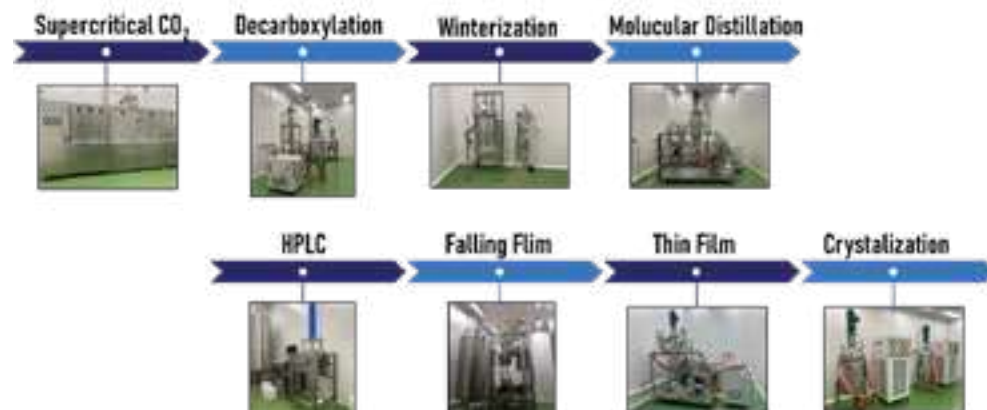 Supercritical CO₂
Decarboxylation
Winterization
Molucular Distillation
HPLC
Falling Flim
Thin Film
Crystalization